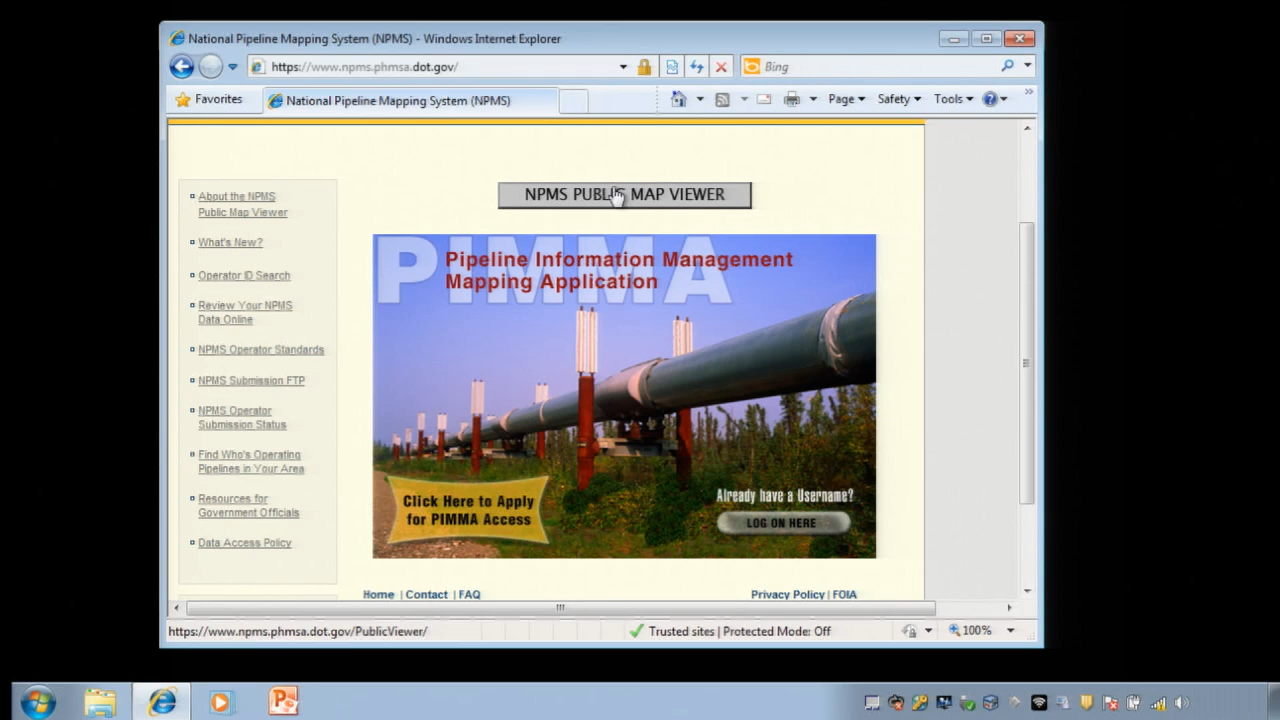 National Pipeline Mapping System (NPMS) - Windows Internet Explorer
https://www.npms.phmsa.dot.gov/
Bing
Favorites
National Pipeline Mapping System (NPMS)
Page
Safety
Tools
NPMS PUBLIC MAP VIEWER
About the NPMS
Public Map Viewer
What's New?
Operator ID Search
Review Your NPMS
Data Online
NPMS Operator Standards
NPMS Submission FTP
NPMS Operator
Submission Status
Find Who's Operating
Pipelines in Your Area
Resources for
Government Officials
Data Access Policy
PIMMA
Pipeline Information Management
Mapping Application
Click Here to Apply
for PIMMA Access
Already have a Username?
LOG ON HERE
Home | Contact | FAQ
Privacy Policy | FOIA
https://www.npms.phmsa.dot.gov/PublicViewer/
Trusted sites | Protected Mode: Off
100%